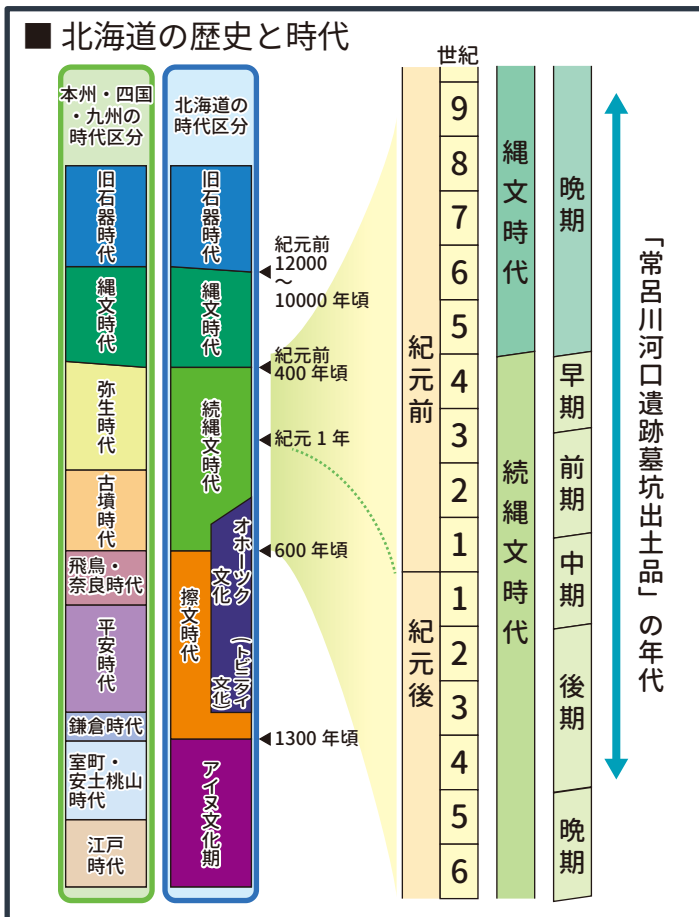 ■ 北海道の歴史と時代
本州・四国
・九州の
時代区分
旧石器時代
縄文時代
弥生時代
古墳時代
飛鳥・
奈良時代
平安時代
鎌倉時代
室町・
安土桃山
時代
江戸
時代
北海道の
時代区分
旧石器時代
縄文時代
続縄文時代
オホーツク
文化
(トビニタイ
文化)
擦文時代
アイヌ文化期
紀元前
12000
〜
10000 年頃
紀元前
400 年頃
紀元 1 年
600 年頃
1300 年頃
世紀
紀元前
紀元後
9
8
7
6
5
4
3
2
1
1
2
3
4
5
6
縄文時代
続縄文時代
晩期
早期
前期
中期
後期
晩期
「常呂川河口遺跡墓坑出土品」の年代